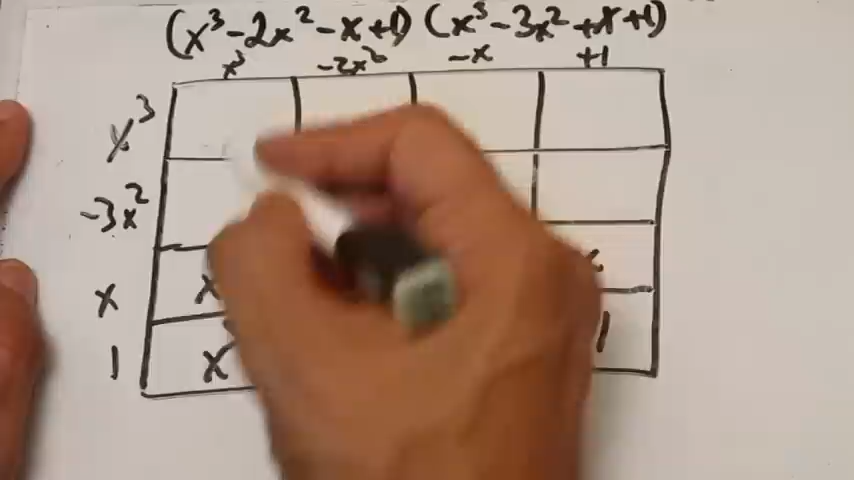 (x³-2x²-x+1) (x³-3x²+x+1)
x³ -2x² -x +1
x³
-3x²
x x x
1 x 1